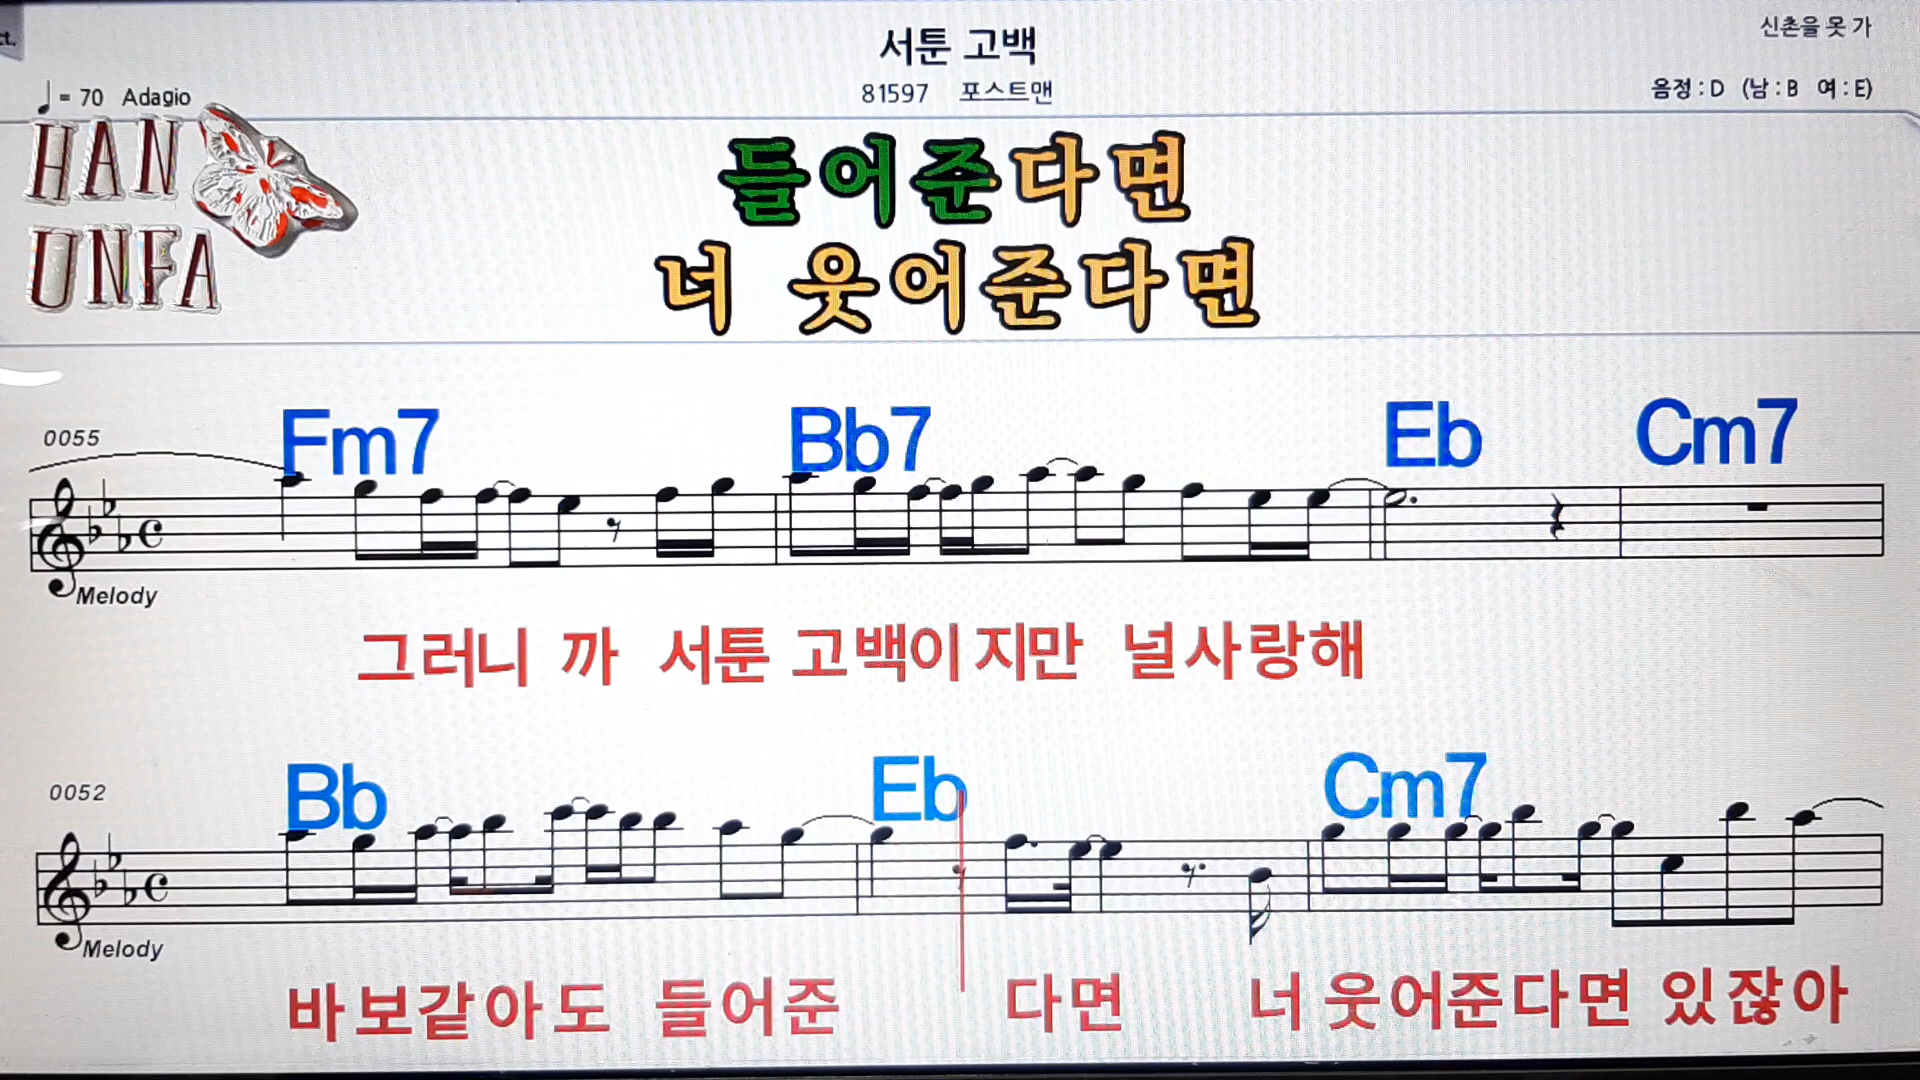 ct.
서툰 고백
신촌을 못 가
= 70 Adagio
81597 포스트맨
음정 : D (남 : B 여 : E)
HAN
UNFA
들어준다면
너 웃어준다면
Fm7 Bb7 Eb Cm7
0055
Melody
그러니 까 서툰 고백이 지만 널사랑해
Bb Eb Cm7
0052
Melody
바보같아도 들어준 다면 너 웃어준다면 있잖아